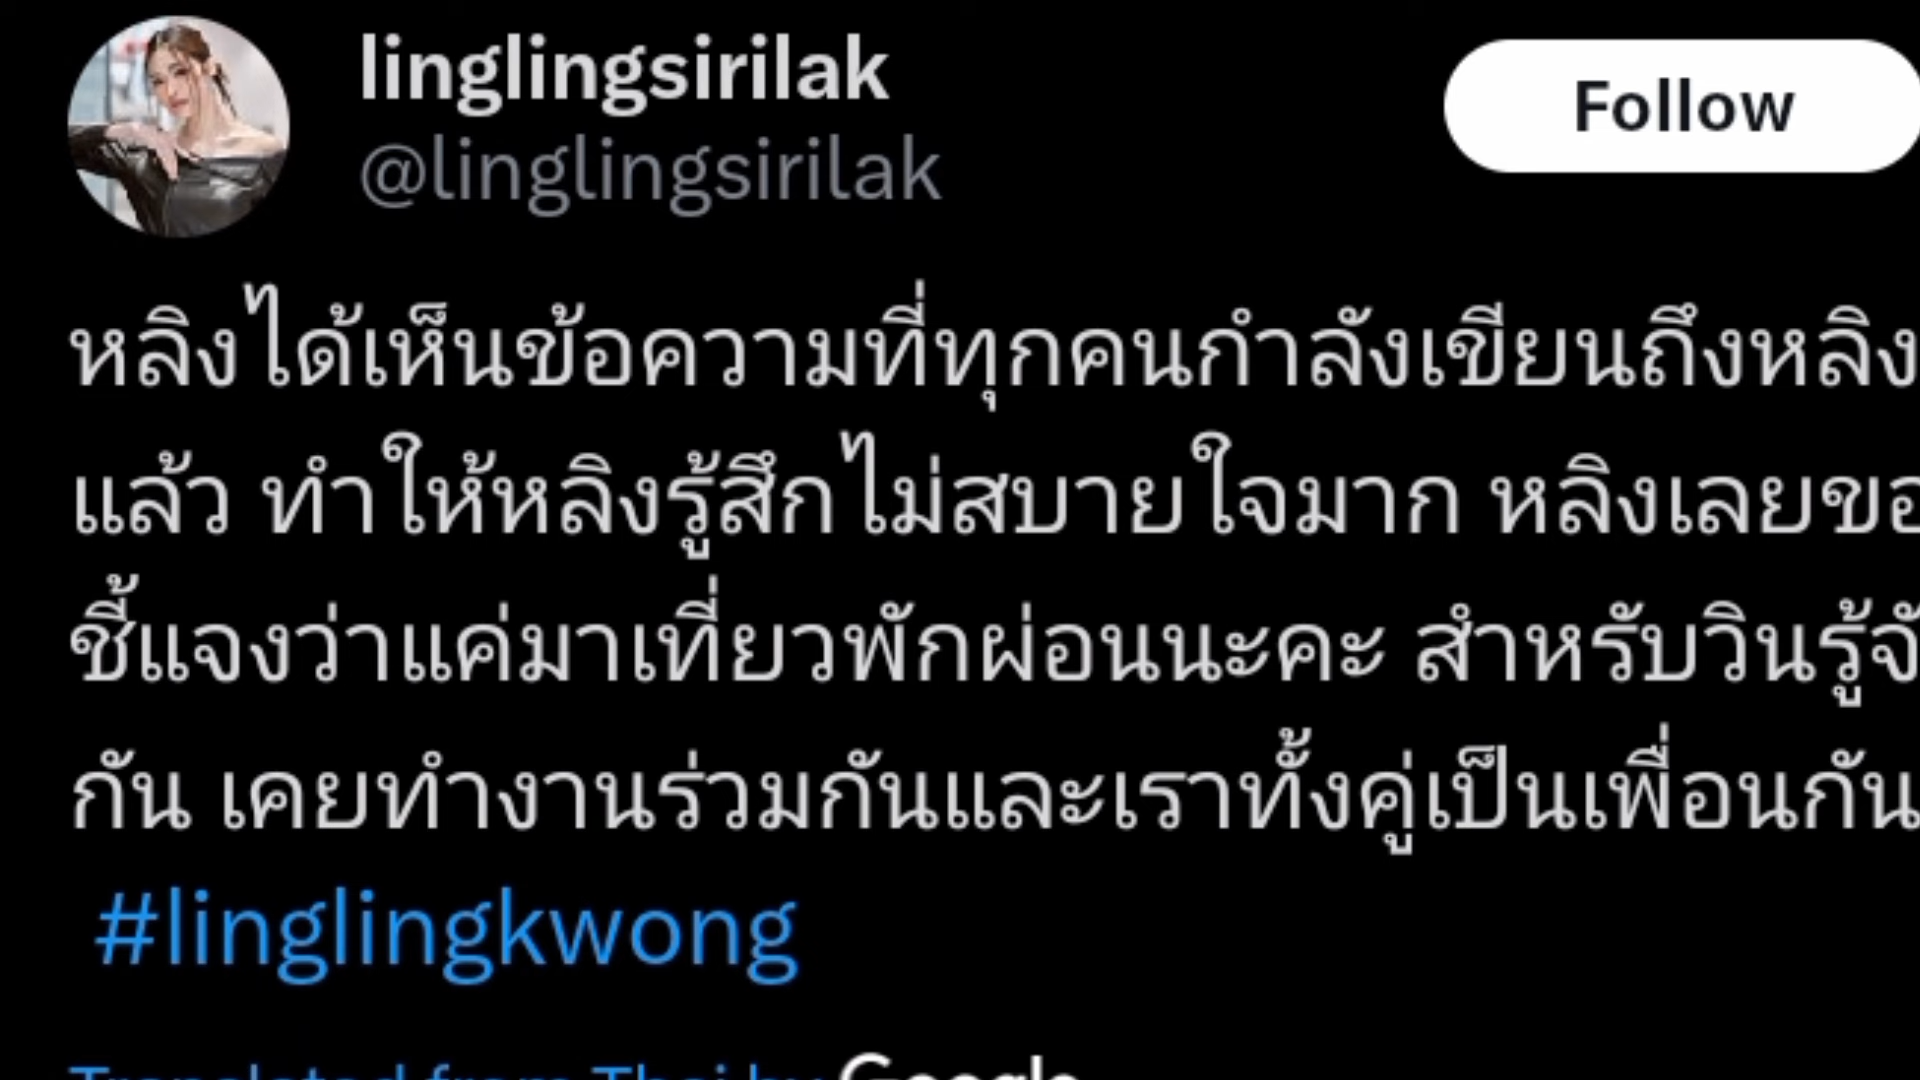 linglingsirilak
Follow
@linglingsirilak
หลิงได้เห็นข้อความที่ทุกคนกำลังเขียนถึงหลิง
แล้ว ทำให้หลิงรู้สึกไม่สบายใจมาก หลิงเลยขอ
ชี้แจงว่าแค่มาเที่ยวพักผ่อนนะคะ สำหรับวินรู้จั
กัน เคยทำงานร่วมกันและเราทั้งคู่เป็นเพื่อนกัน
#linglingkwong
Translated from Thai by Google